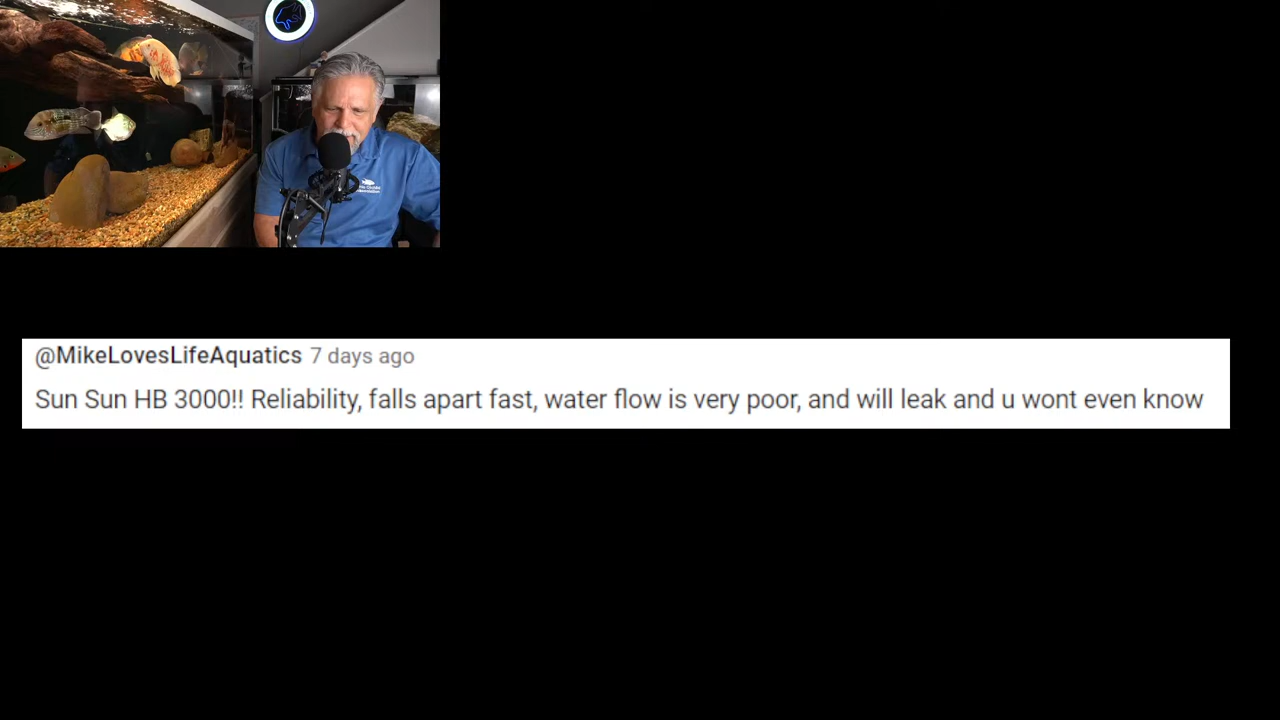 @MikeLovesLifeAquatics 7 days ago
Sun Sun HB 3000!! Reliability, falls apart fast, water flow is very poor, and will leak and u wont even know